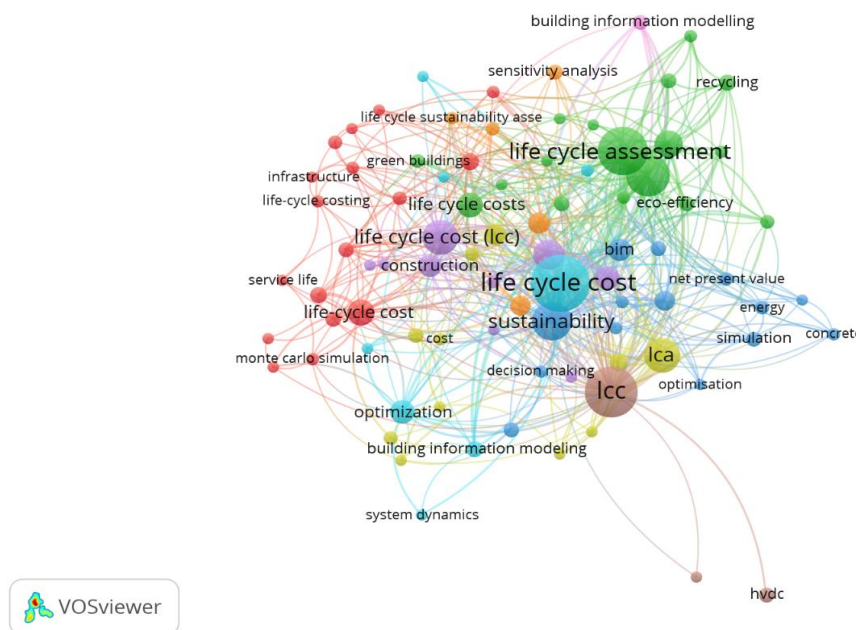 building information modelling
recycling
sensitivity analysis
life cycle sustainability asse
life cycle assessment
green buildings
infrastructure
eco-efficiency
life-cycle costing
life cycle costs
life cycle cost (lcc)
bim
construction
service life
life cycle cost
net present value
energy
life-cycle cost
sustainability
concrete
cost
simulation
monte carlo simulation
lca
decision making
optimisation
lcc
optimization
building information modeling
system dynamics
hvdc
VOSviewer